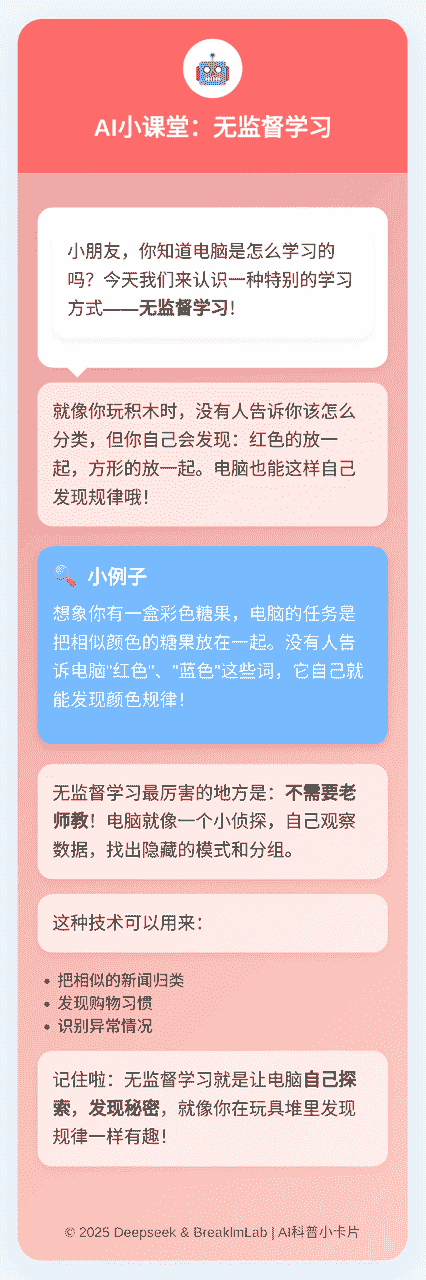 AI小课堂：无监督学习
小朋友，你知道电脑是怎么学习的
吗？今天我们来认识一种特别的学习
方式——无监督学习！
就像你玩积木时，没有人告诉你该怎么
分类，但你自己会发现：红色的放一
起，方形的放一起。电脑也能这样自己
发现规律哦！
小例子
想象你有一盒彩色糖果，电脑的任务是
把相似颜色的糖果放在一起。没有人告
诉电脑"红色"、"蓝色"这些词，它自己就
能发现颜色规律！
无监督学习最厉害的地方是：不需要老
师教！电脑就像一个小侦探，自己观察
数据，找出隐藏的模式和分组。
这种技术可以用来：
• 把相似的新闻归类
• 发现购物习惯
• 识别异常情况
记住啦：无监督学习就是让电脑自己探
索，发现秘密，就像你在玩具堆里发现
规律一样有趣！
© 2025 Deepseek & BreakImLab | AI科普小卡片